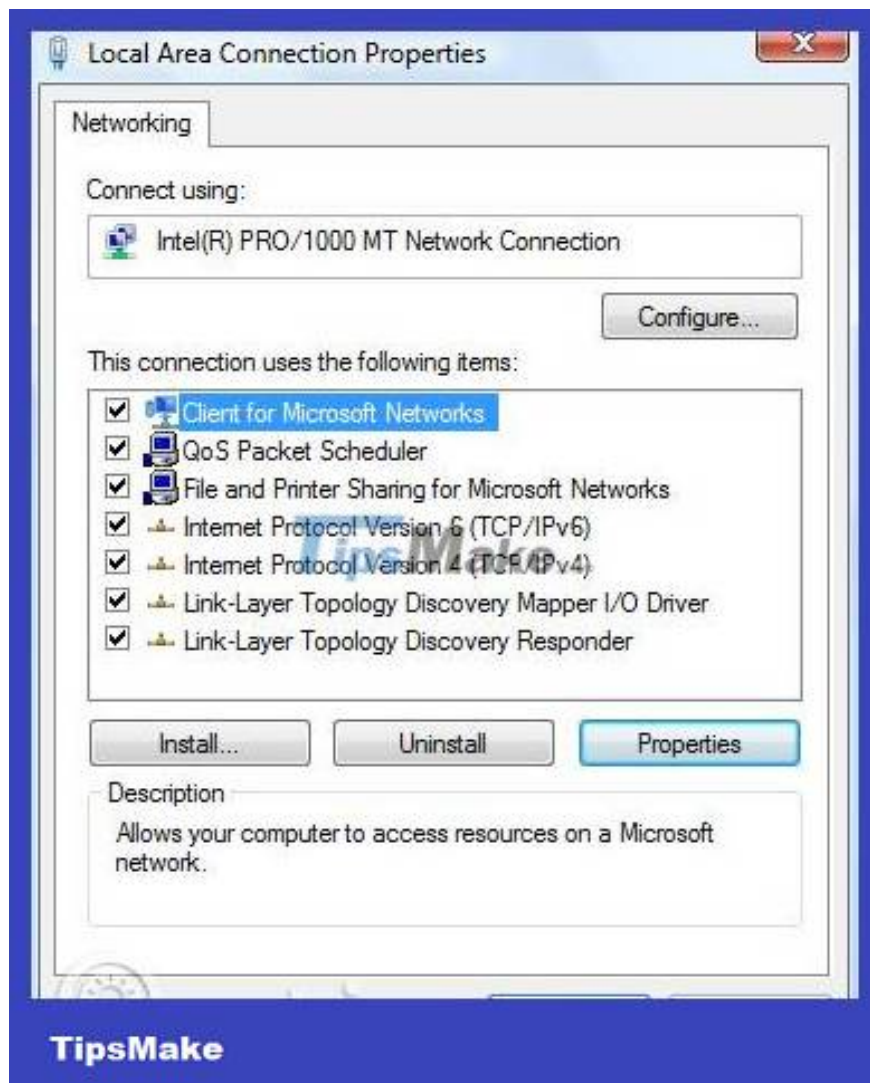 Local Area Connection Properties
Networking
Connect using:
Intel(R) PRO/1000 MT Network Connection
Configure...
This connection uses the following items:
Client for Microsoft Networks
QoS Packet Scheduler
File and Printer Sharing for Microsoft Networks
Internet Protocol Version 6 (TCP/IPv6)
Internet Protocol Version 4 (TCP/IPv4)
TipsMake
Link-Layer Topology Discovery Mapper I/O Driver
Link-Layer Topology Discovery Responder
Install...
Uninstall
Properties
Description
Allows your computer to access resources on a Microsoft
network.
TipsMake